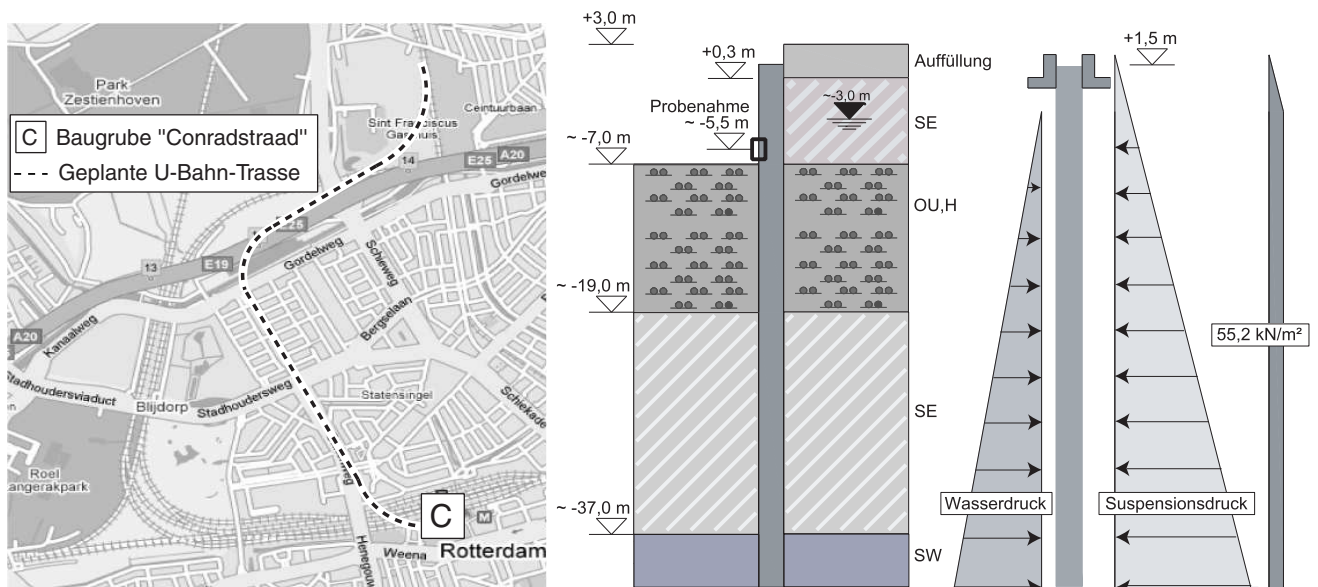 Park
Zestienhoven
C Baugrube "Conradstraad"
Geplante U-Bahn-Trasse
Ceintuurbaan
Sint Franciscus
Gasthuis
14
E25
A20
Gordelweg
E25
13
E19
Gordelweg
Schieweg
A20
Kanaalweg
Bergselaan
Stadhoudersviaduct
Blijdorp
Stadhoudersweg
Statensingel
Schiekade
Roel
Langerakpark
C
M
Weena
Rotterdam
Henegouw
+3,0 m
+0,3 m
Probenahme
~ -5,5 m
~ -7,0 m
~ -19,0 m
~ -37,0 m
~-3,0 m
Auffüllung
SE
OU,H
SE
SW
+1,5 m
Wasserdruck
Suspensionsdruck
55,2 kN/m²